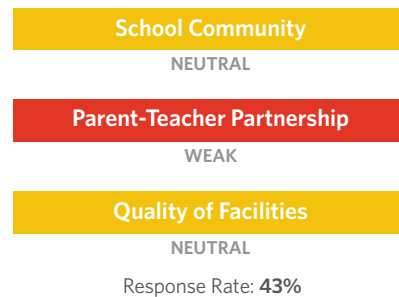 School Community
NEUTRAL
Parent-Teacher Partnership
WEAK
Quality of Facilities
NEUTRAL
Response Rate: 43%